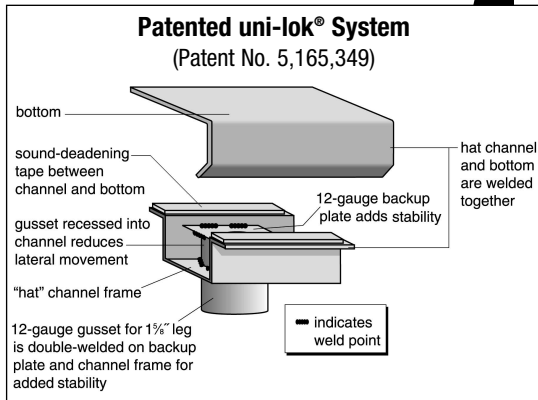 Patented uni-lok® System
(Patent No. 5,165,349)
bottom
sound-deadening
tape between
channel and bottom
gusset recessed into
channel reduces
lateral movement
“hat” channel frame
12-gauge gusset for 1⅝˝ leg
is double-welded on backup
plate and channel frame for
added stability
12-gauge backup
plate adds stability
hat channel
and bottom
are welded
together
indicates
weld point